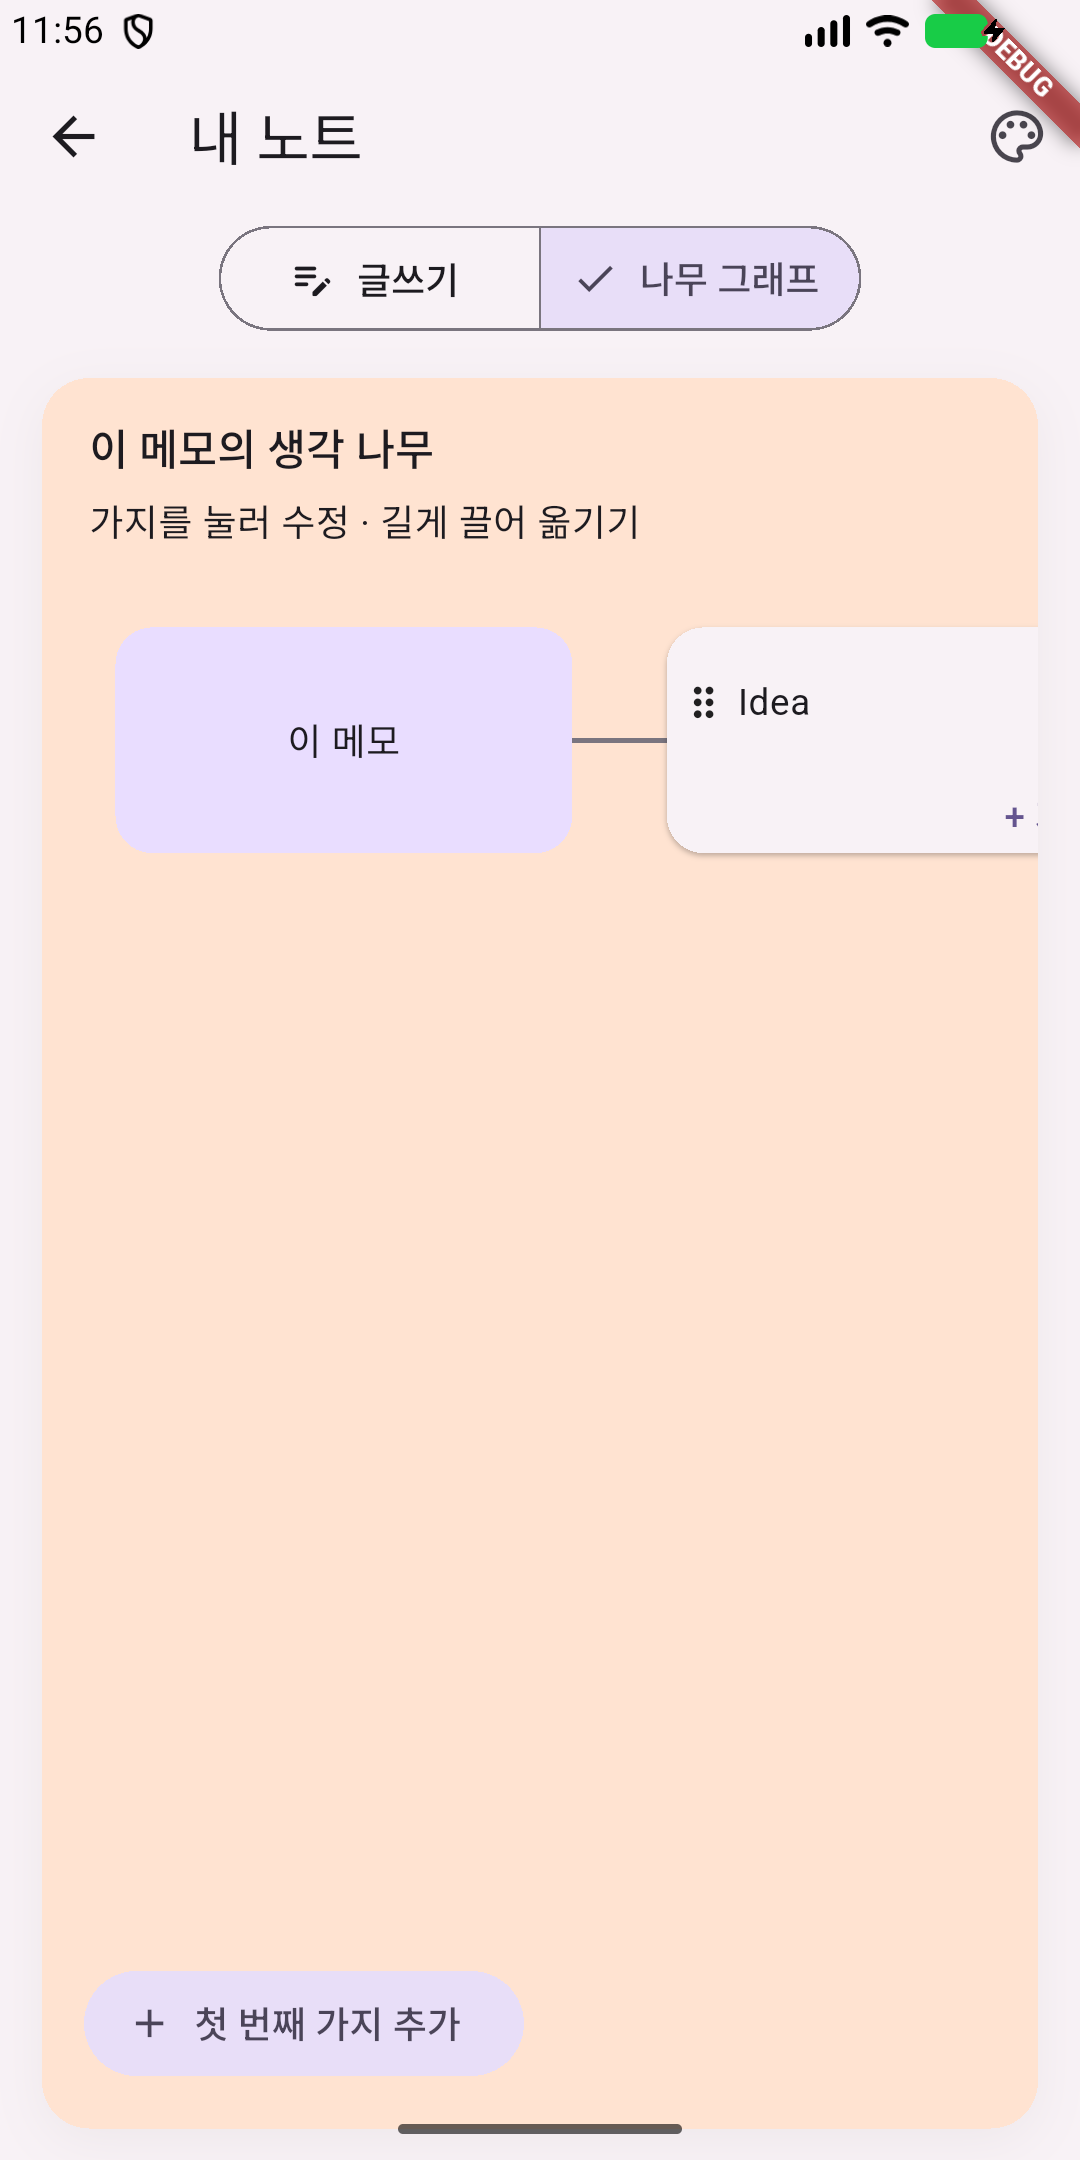 11:56
DEBUG
내 노트
글쓰기
나무 그래프
이 메모의 생각 나무
가지를 눌러 수정 · 길게 끌어 옮기기
이 메모
Idea
+
첫 번째 가지 추가